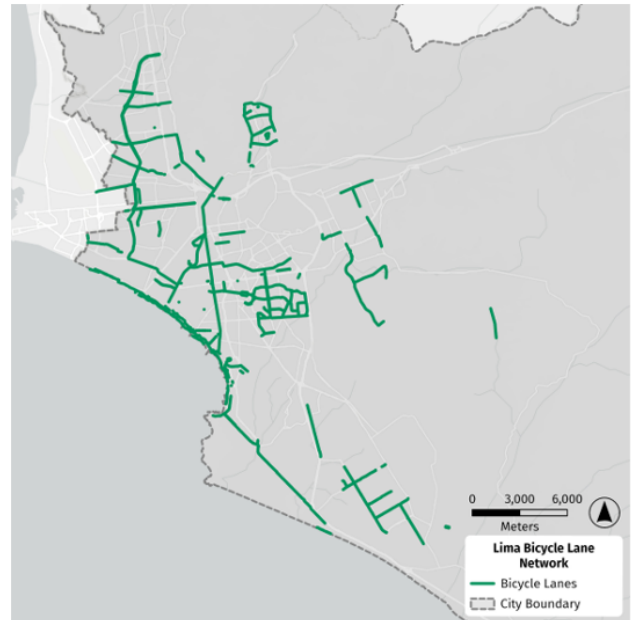 0 3,000 6,000
Meters
Lima Bicycle Lane
Network
Bicycle Lanes
City Boundary